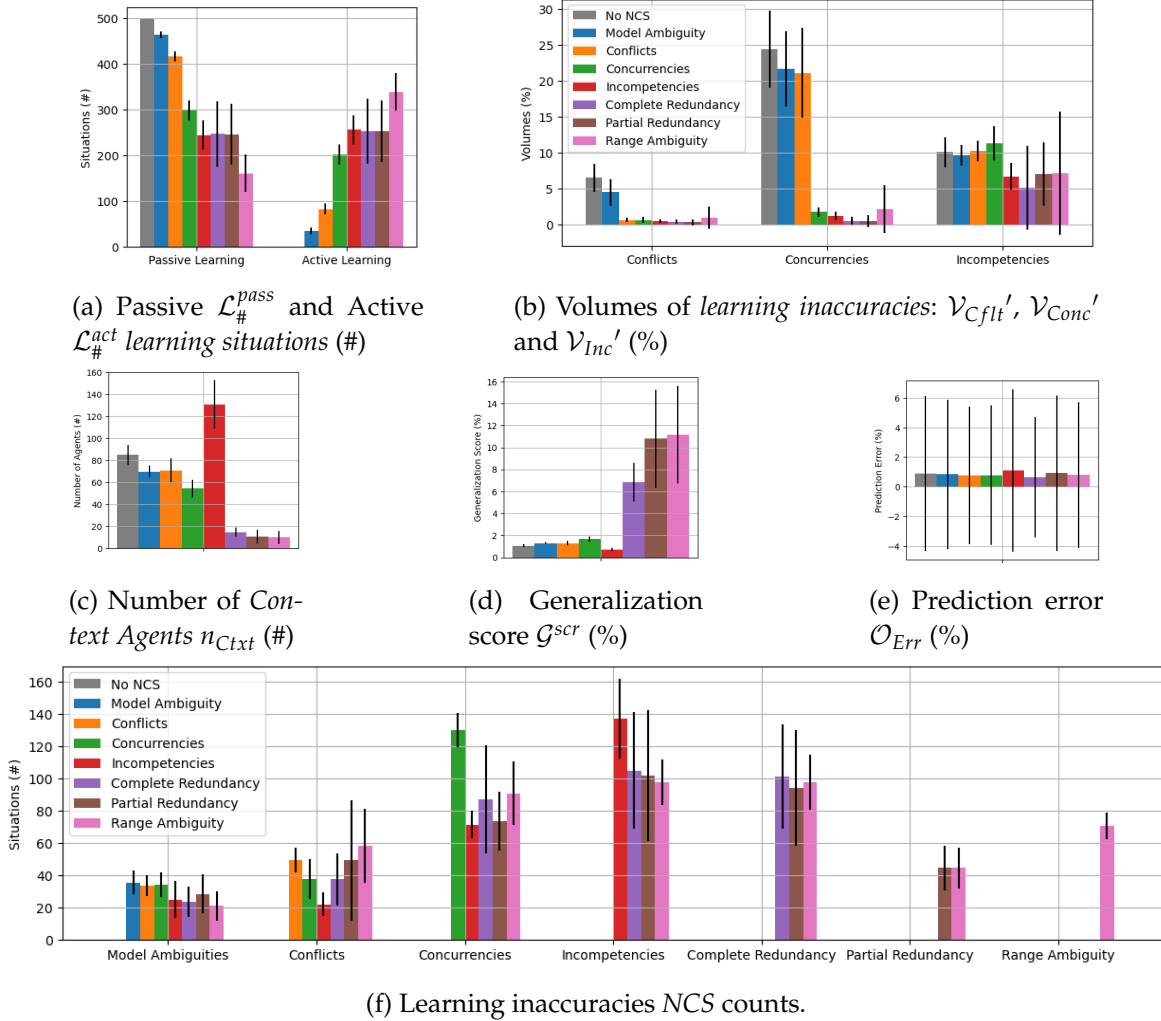 500
400
300
200
100
0
Situations (#)
Passive Learning
Active Learning
30
25
20
15
10
5
0
Volumes (%)
No NCS
Model Ambiguity
Conflicts
Concurrencies
Incompetencies
Complete Redundancy
Partial Redundancy
Range Ambiguity
Conflicts
Concurrencies
Incompetencies
(a) Passive 𝓛#^pass and Active
𝓛#^act learning situations (#)
(b) Volumes of learning inaccuracies: 𝒱Cflt′, 𝒱Conc′
and 𝒱Inc′ (%)
160
140
120
100
80
60
40
20
0
Number of Agents (#)
16
14
12
10
8
6
4
2
0
Generalization Score (%)
6
4
2
0
−2
−4
Prediction Error (%)
(c) Number of Con-
text Agents nCtxt (#)
(d) Generalization
score 𝒢^scr (%)
(e) Prediction error
𝒪Err (%)
160
140
120
100
80
60
40
20
0
Situations (#)
No NCS
Model Ambiguity
Conflicts
Concurrencies
Incompetencies
Complete Redundancy
Partial Redundancy
Range Ambiguity
Model Ambiguities
Conflicts
Concurrencies
Incompetencies
Complete Redundancy
Partial Redundancy
Range Ambiguity
(f) Learning inaccuracies NCS counts.